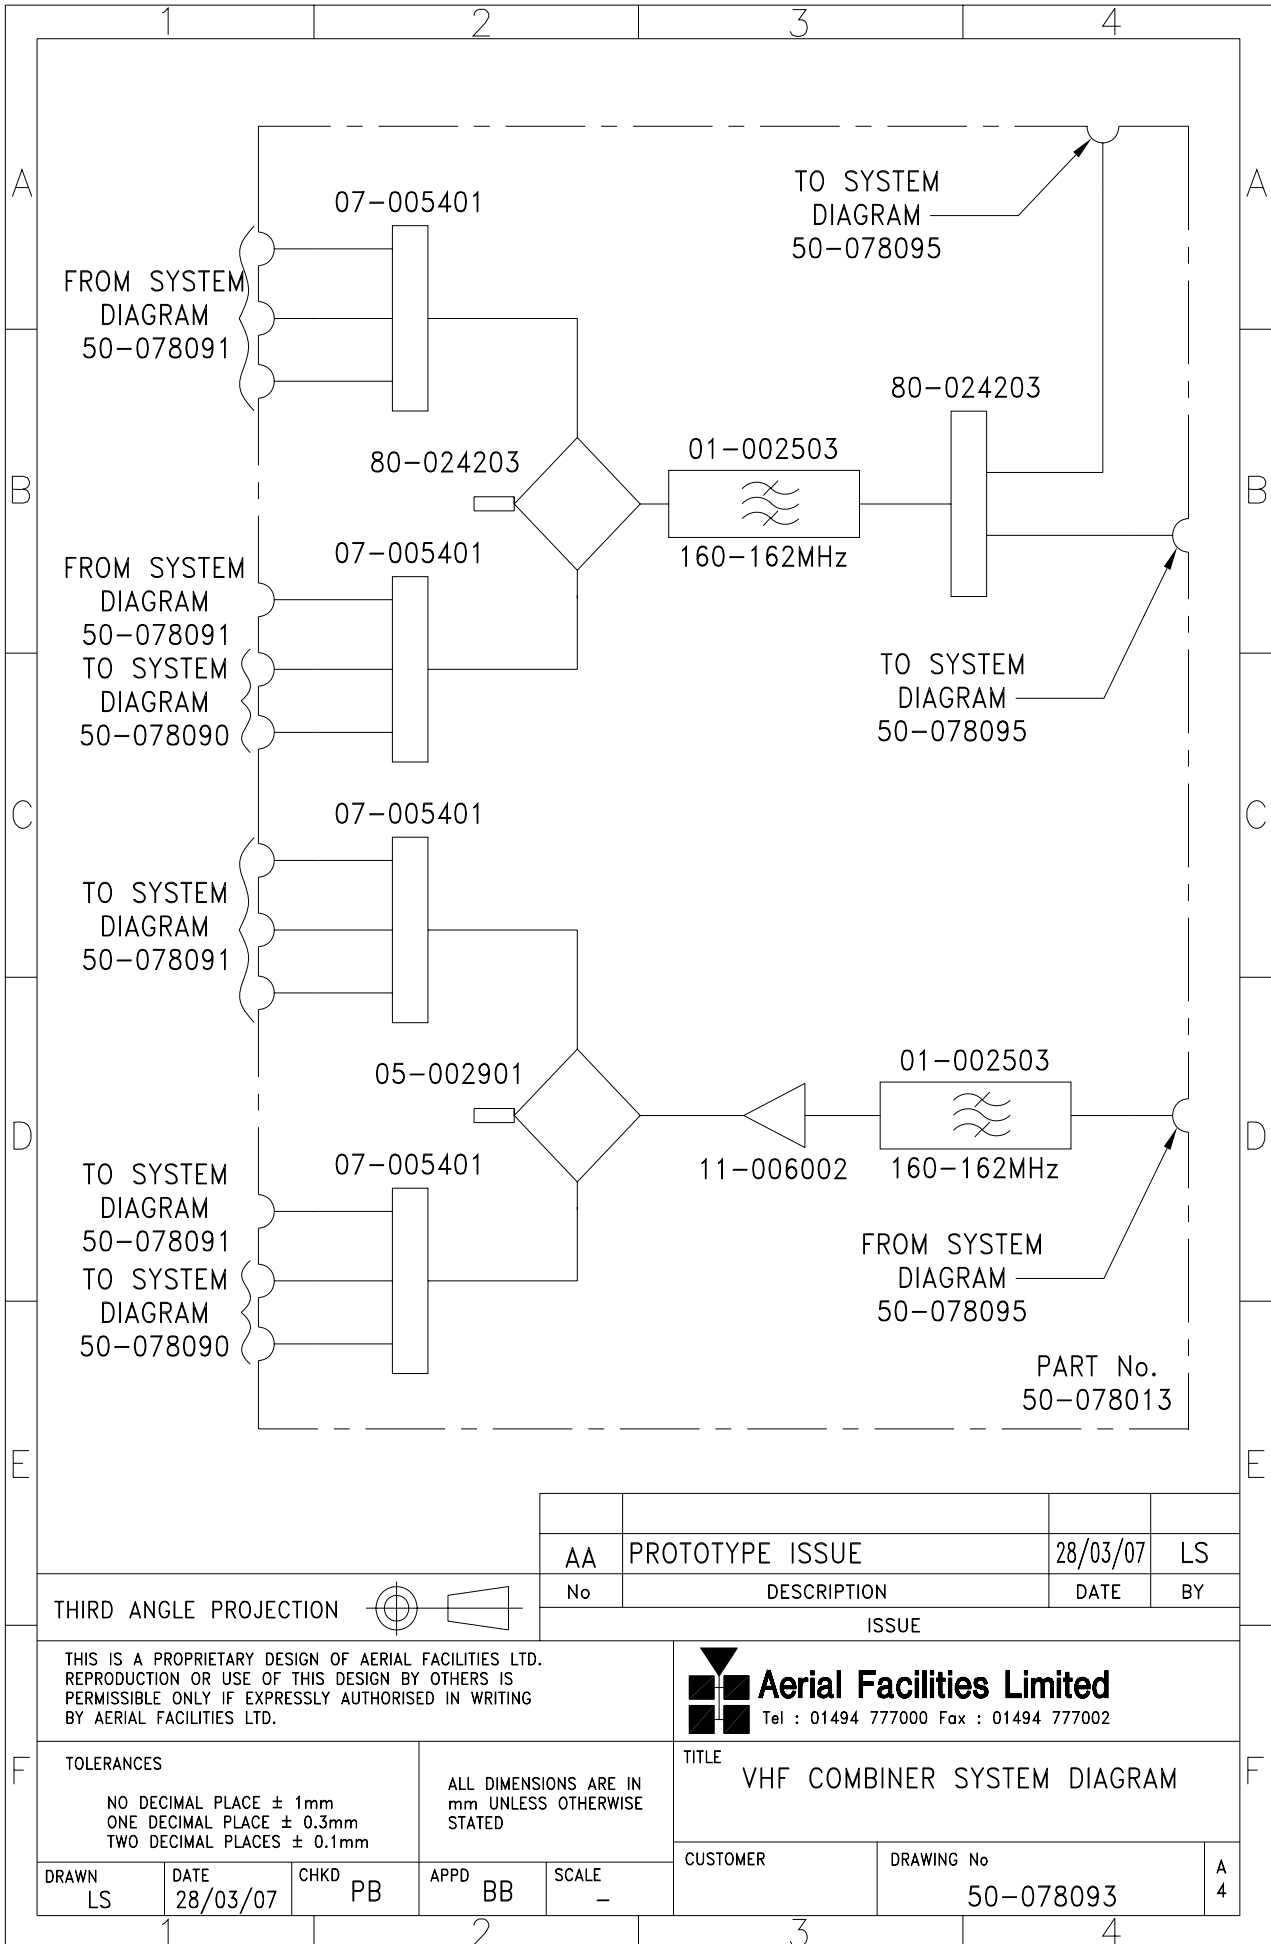 1 2 3 4
A A
07-005401
TO SYSTEM
DIAGRAM
50-078095
FROM SYSTEM
DIAGRAM
50-078091
80-024203
80-024203
01-002503
B B
160-162MHz
07-005401
FROM SYSTEM
DIAGRAM
50-078091
TO SYSTEM
DIAGRAM
50-078090
TO SYSTEM
DIAGRAM
50-078095
C C
07-005401
TO SYSTEM
DIAGRAM
50-078091
05-002901
01-002503
D D
11-006002
160-162MHz
07-005401
TO SYSTEM
DIAGRAM
50-078091
TO SYSTEM
DIAGRAM
50-078090
FROM SYSTEM
DIAGRAM
50-078095
PART No.
50-078013
E E
AA PROTOTYPE ISSUE 28/03/07 LS
No DESCRIPTION DATE BY
ISSUE
THIRD ANGLE PROJECTION
THIS IS A PROPRIETARY DESIGN OF AERIAL FACILITIES LTD.
REPRODUCTION OR USE OF THIS DESIGN BY OTHERS IS
PERMISSIBLE ONLY IF EXPRESSLY AUTHORISED IN WRITING
BY AERIAL FACILITIES LTD.
Aerial Facilities Limited
Tel : 01494 777000 Fax : 01494 777002
F F
TOLERANCES
NO DECIMAL PLACE ± 1mm
ONE DECIMAL PLACE ± 0.3mm
TWO DECIMAL PLACES ± 0.1mm
ALL DIMENSIONS ARE IN
mm UNLESS OTHERWISE
STATED
TITLE
VHF COMBINER SYSTEM DIAGRAM
DRAWN
LS
DATE
28/03/07
CHKD
PB
APPD
BB
SCALE
–
CUSTOMER
DRAWING No
50-078093
A
4
1 2 3 4